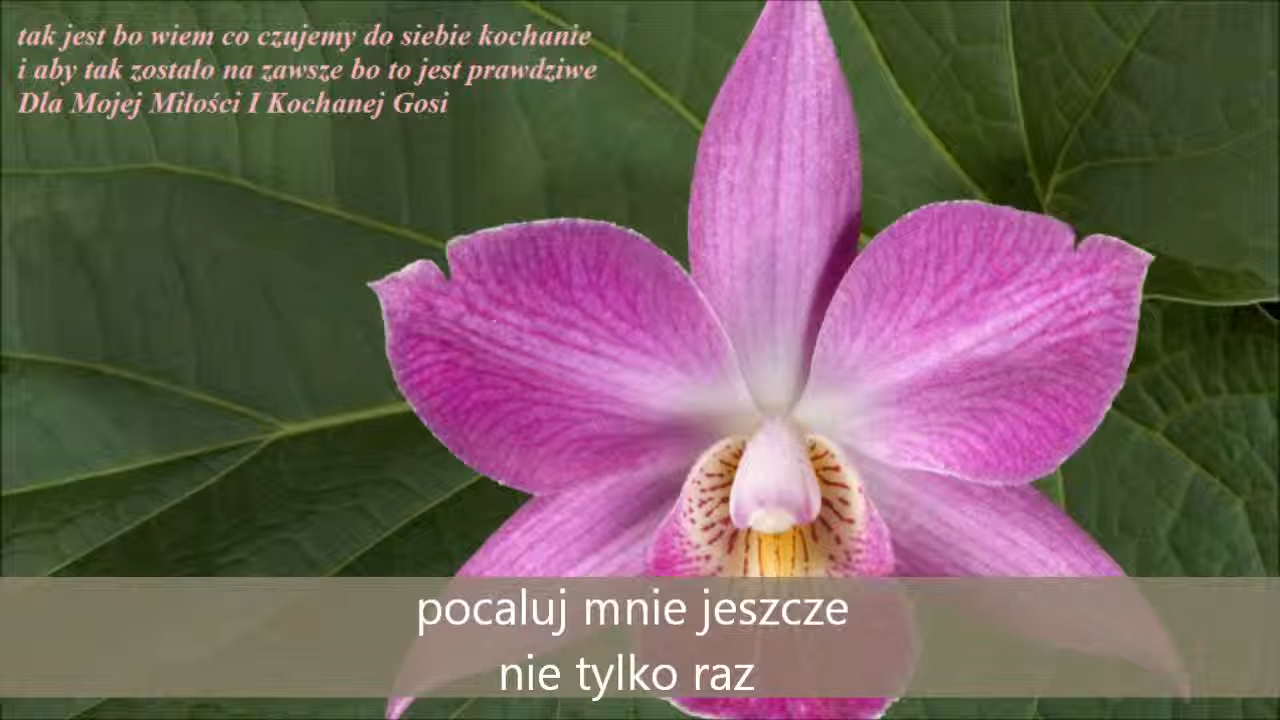 tak jest bo wiem co czujemy do siebie kochanie
i aby tak zostało na zawsze bo to jest prawdziwe
Dla Mojej Miłości I Kochanej Gosi
pocaluj mnie jeszcze
nie tylko raz